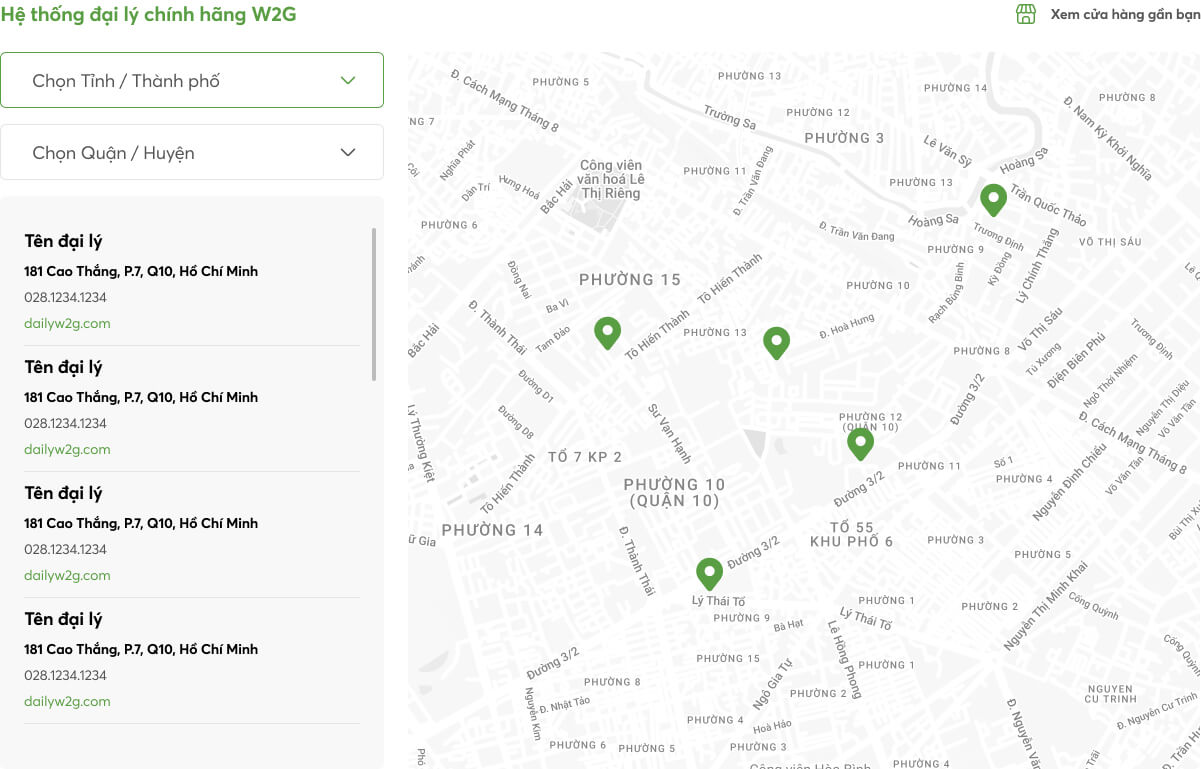 Hệ thống đại lý chính hãng W2G
Xem cửa hàng gần bạn
Chọn Tỉnh / Thành phố
Chọn Quận / Huyện
Tên đại lý
181 Cao Thắng, P.7, Q10, Hồ Chí Minh
028.1234.1234
dailyw2g.com
Tên đại lý
181 Cao Thắng, P.7, Q10, Hồ Chí Minh
028.1234.1234
dailyw2g.com
Tên đại lý
181 Cao Thắng, P.7, Q10, Hồ Chí Minh
028.1234.1234
dailyw2g.com
Tên đại lý
181 Cao Thắng, P.7, Q10, Hồ Chí Minh
028.1234.1234
dailyw2g.com
PHƯỜNG 13
PHƯỜNG 5
Đ. Cách Mạng Tháng 8
PHƯỜNG 14
PHƯỜNG 8
Trường Sa
PHƯỜNG 12
NG 7
PHƯỜNG 3
Đ. Nam Kỳ Khởi Nghĩa
Lê Văn Sỹ
Hoàng Sa
Nghĩa Phát
Công viên
văn hoá Lê
Thị Riêng
PHƯỜNG 11
Đ. Trần Văn Đang
PHƯỜNG 13
Dân Trí
Hưng Hoá
Bắc Hải
Trần Quốc Thảo
PHƯỜNG 6
Hoàng Sa
Đ. Trần Văn Đang
Trương Định
VÕ THỊ SÁU
PHƯỜNG 9
Lý Chính Thắng
Kỳ Đồng
Đồng Nai
PHƯỜNG 15
Tô Hiến Thành
PHƯỜNG 10
Rạch Bùng Binh
Ba Vì
Đ. Thành Thái
Tam Đảo
Tô Hiến Thành
PHƯỜNG 13
Đ. Hoà Hưng
Võ Thị Sáu
Trương Định
Bắc Hải
PHƯỜNG 8
Tú Xương
Điện Biên Phủ
Ngô Thời Nhiệm
Đường D1
Đường 3/2
Nguyễn Thị Diệu
Võ Văn Tần
Lý Thường Kiệt
Đường D8
Sư Vạn Hạnh
PHƯỜNG 12
(QUẬN 10)
Đ. Cách Mạng Tháng 8
TỔ 7 KP 2
Số 1
PHƯỜNG 11
PHƯỜNG 4
Nguyễn Đình Chiểu
Võ Văn Tần
Tô Hiến Thành
PHƯỜNG 10
(QUẬN 10)
Đường 3/2
PHƯỜNG 14
TỔ 55
KHU PHỐ 6
ữ Gia
Đ. Thành Thái
Đường 3/2
PHƯỜNG 3
PHƯỜNG 5
Lý Thái Tổ
PHƯỜNG 1
PHƯỜNG 2
Nguyễn Thị Minh Khai
Cống Quỳnh
PHƯỜNG 9
Bà Hạt
Lý Thái Tổ
Lê Hồng Phong
Đường 3/2
PHƯỜNG 15
PHƯỜNG 1
PHƯỜNG 8
Ngô Gia Tự
PHƯỜNG 2
NGUYEN
CU TRINH
Nguyễn Kim
Đ. Nhật Tảo
PHƯỜNG 4
Hoà Hảo
Đ. Nguyễn Cư Trinh
PHƯỜNG 6
PHƯỜNG 5
PHƯỜNG 3
PHƯỜNG 4